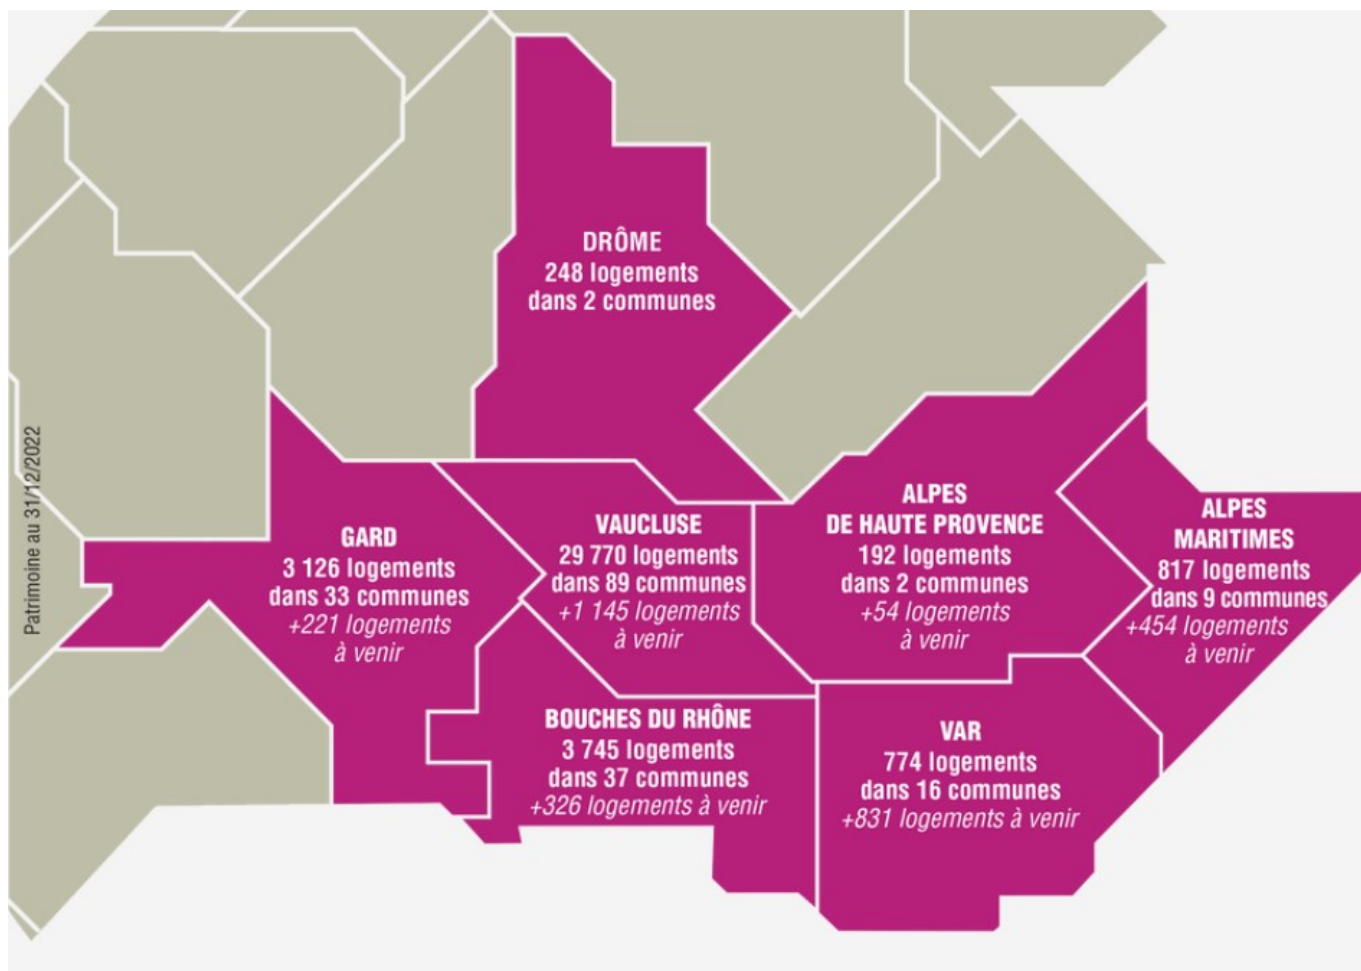 DRÔME
248 logements
dans 2 communes
GARD
3 126 logements
dans 33 communes
+221 logements
à venir
VAUCLUSE
29 770 logements
dans 89 communes
+1 145 logements
à venir
ALPES
DE HAUTE PROVENCE
192 logements
dans 2 communes
+54 logements
à venir
ALPES
MARITIMES
817 logements
dans 9 communes
+454 logements
à venir
BOUCHES DU RHÔNE
3 745 logements
dans 37 communes
+326 logements à venir
VAR
774 logements
dans 16 communes
+831 logements à venir
Patrimoine au 31/12/2022